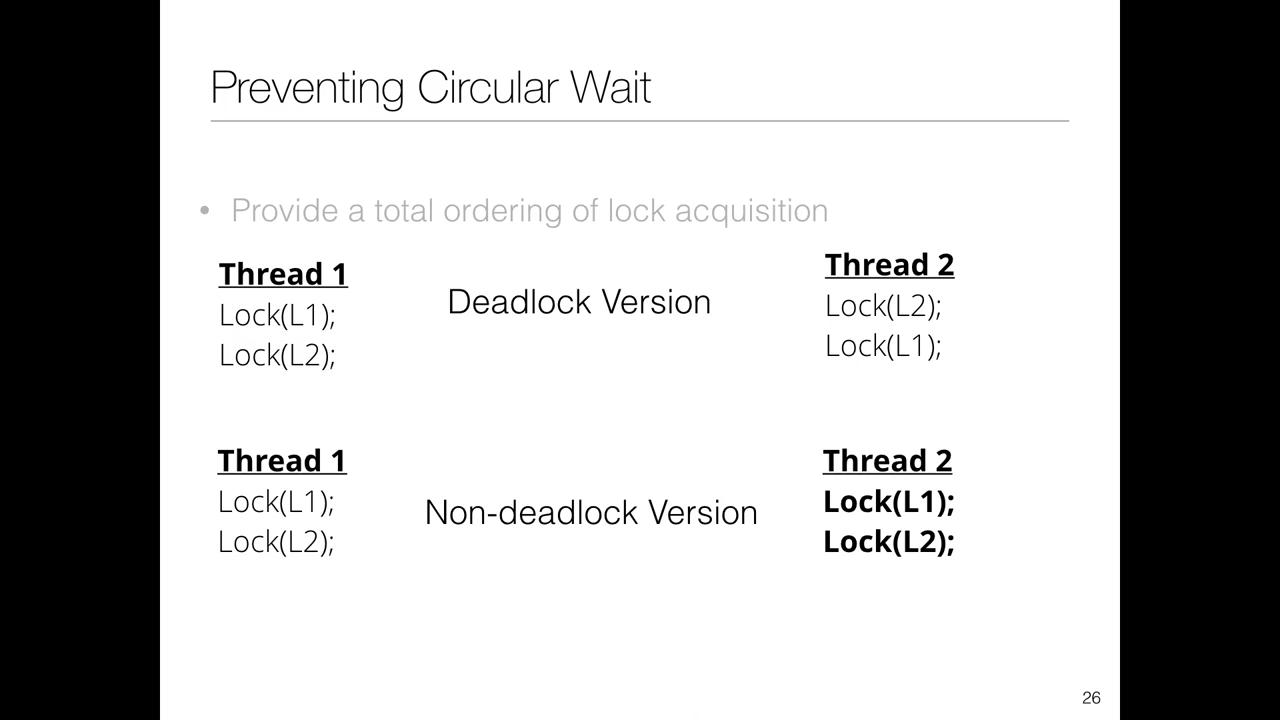 Preventing Circular Wait
• Provide a total ordering of lock acquisition
Thread 1
Lock(L1);
Lock(L2);
Deadlock Version
Thread 2
Lock(L2);
Lock(L1);
Thread 1
Lock(L1);
Lock(L2);
Non-deadlock Version
Thread 2
Lock(L1);
Lock(L2);
26